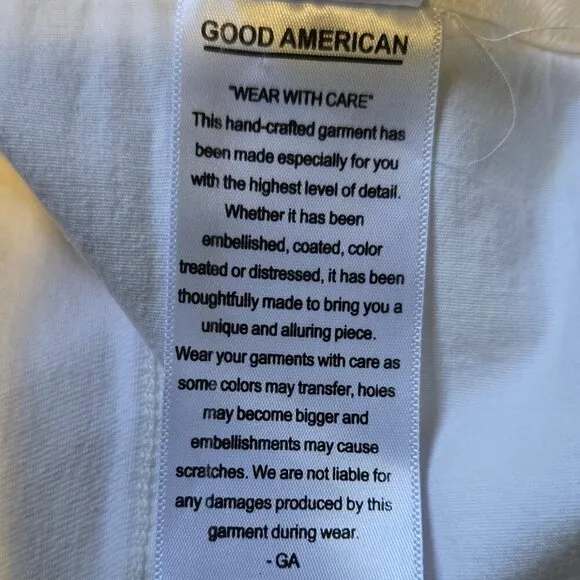 GOOD AMERICAN
"WEAR WITH CARE"
This hand-crafted garment has
been made especially for you
with the highest level of detail.
Whether it has been
embellished, coated, color
treated or distressed, it has been
thoughtfully made to bring you a
unique and alluring piece.
Wear your garments with care as
some colors may transfer, holes
may become bigger and
embellishments may cause
scratches. We are not liable for
any damages produced by this
garment during wear.
- GA